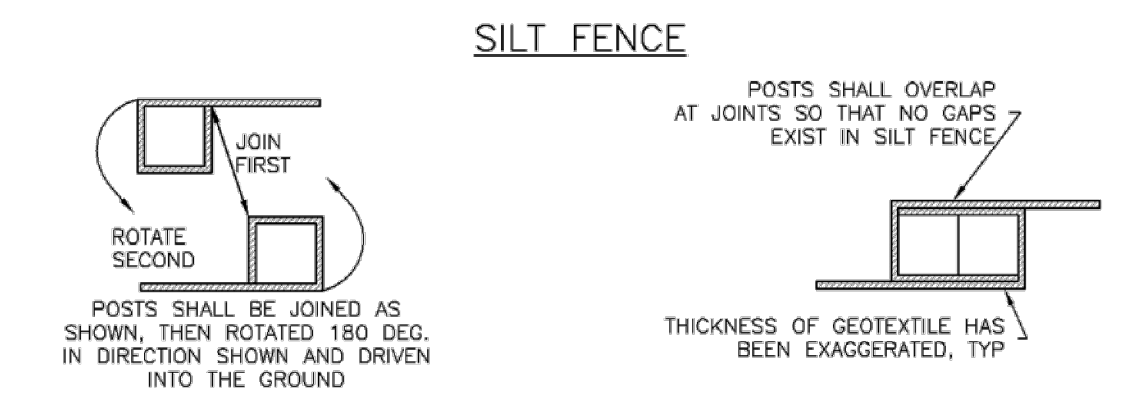 SILT FENCE
JOIN
FIRST
ROTATE
SECOND
POSTS SHALL BE JOINED AS
SHOWN, THEN ROTATED 180 DEG.
IN DIRECTION SHOWN AND DRIVEN
INTO THE GROUND
POSTS SHALL OVERLAP
AT JOINTS SO THAT NO GAPS
EXIST IN SILT FENCE
THICKNESS OF GEOTEXTILE HAS
BEEN EXAGGERATED, TYP